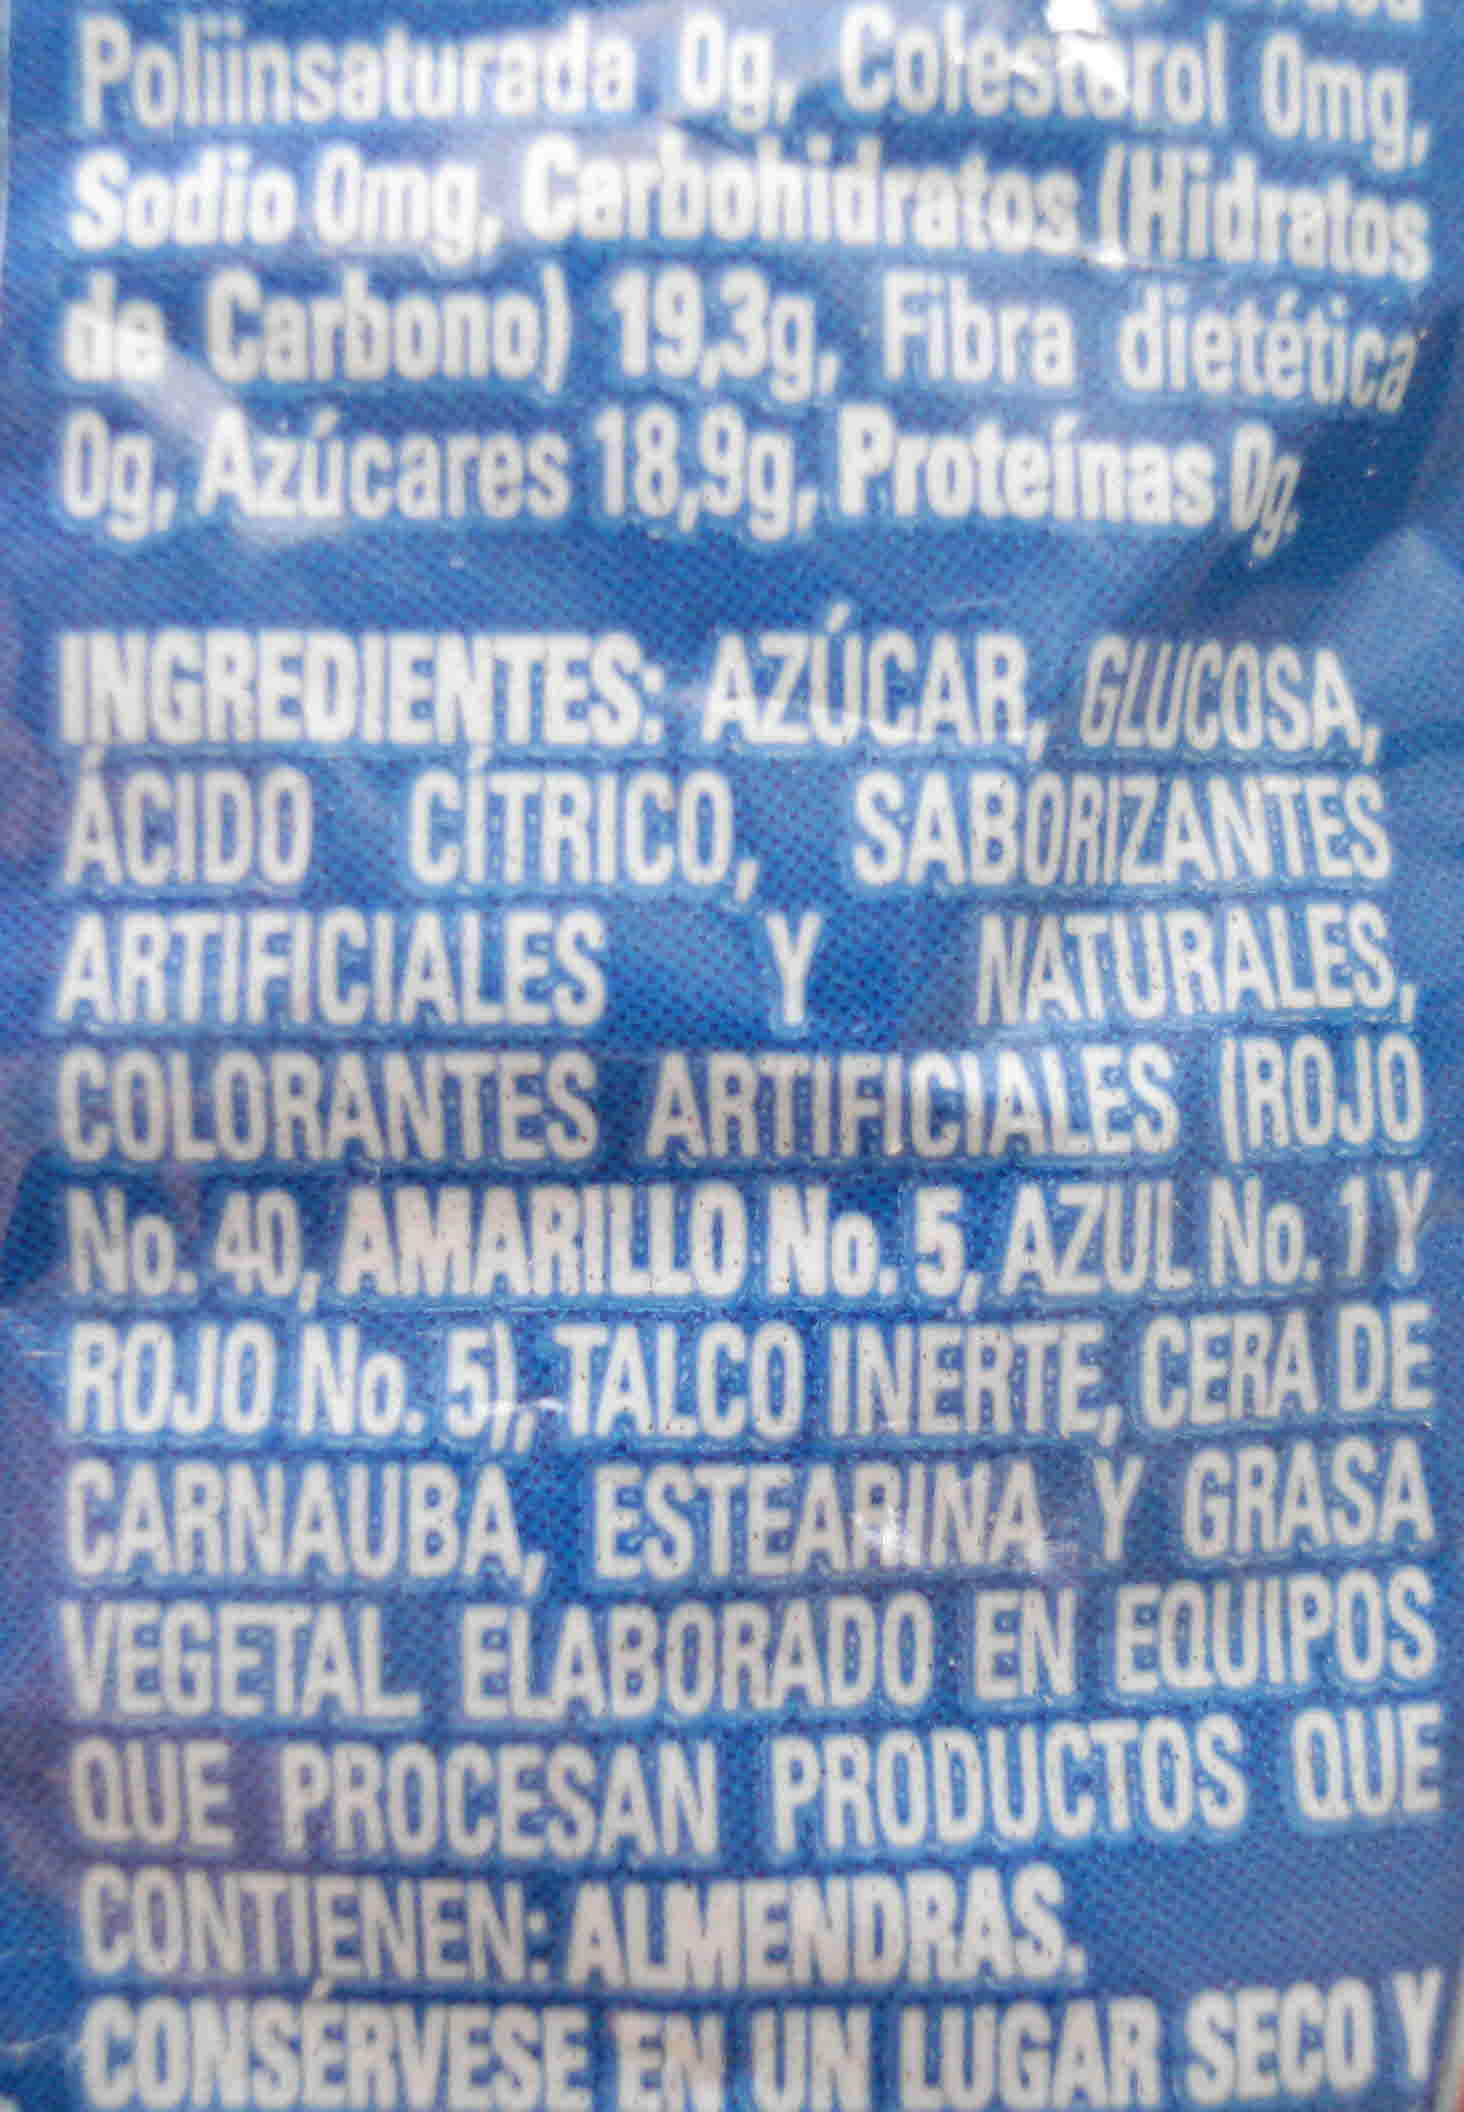 Poliinsaturada 0g, Colesterol 0mg,
Sodio 0mg, Carbohidratos (Hidratos
de Carbono) 19,3g, Fibra dietética
0g, Azúcares 18,9g, Proteínas 0g.
INGREDIENTES: AZÚCAR, GLUCOSA,
ÁCIDO CÍTRICO, SABORIZANTES
ARTIFICIALES Y NATURALES,
COLORANTES ARTIFICIALES (ROJO
No. 40, AMARILLO No. 5, AZUL No. 1 Y
ROJO No. 5), TALCO INERTE, CERA DE
CARNAUBA, ESTEARINA Y GRASA
VEGETAL ELABORADO EN EQUIPOS
QUE PROCESAN PRODUCTOS QUE
CONTIENEN: ALMENDRAS.
CONSÉRVESE EN UN LUGAR SECO Y